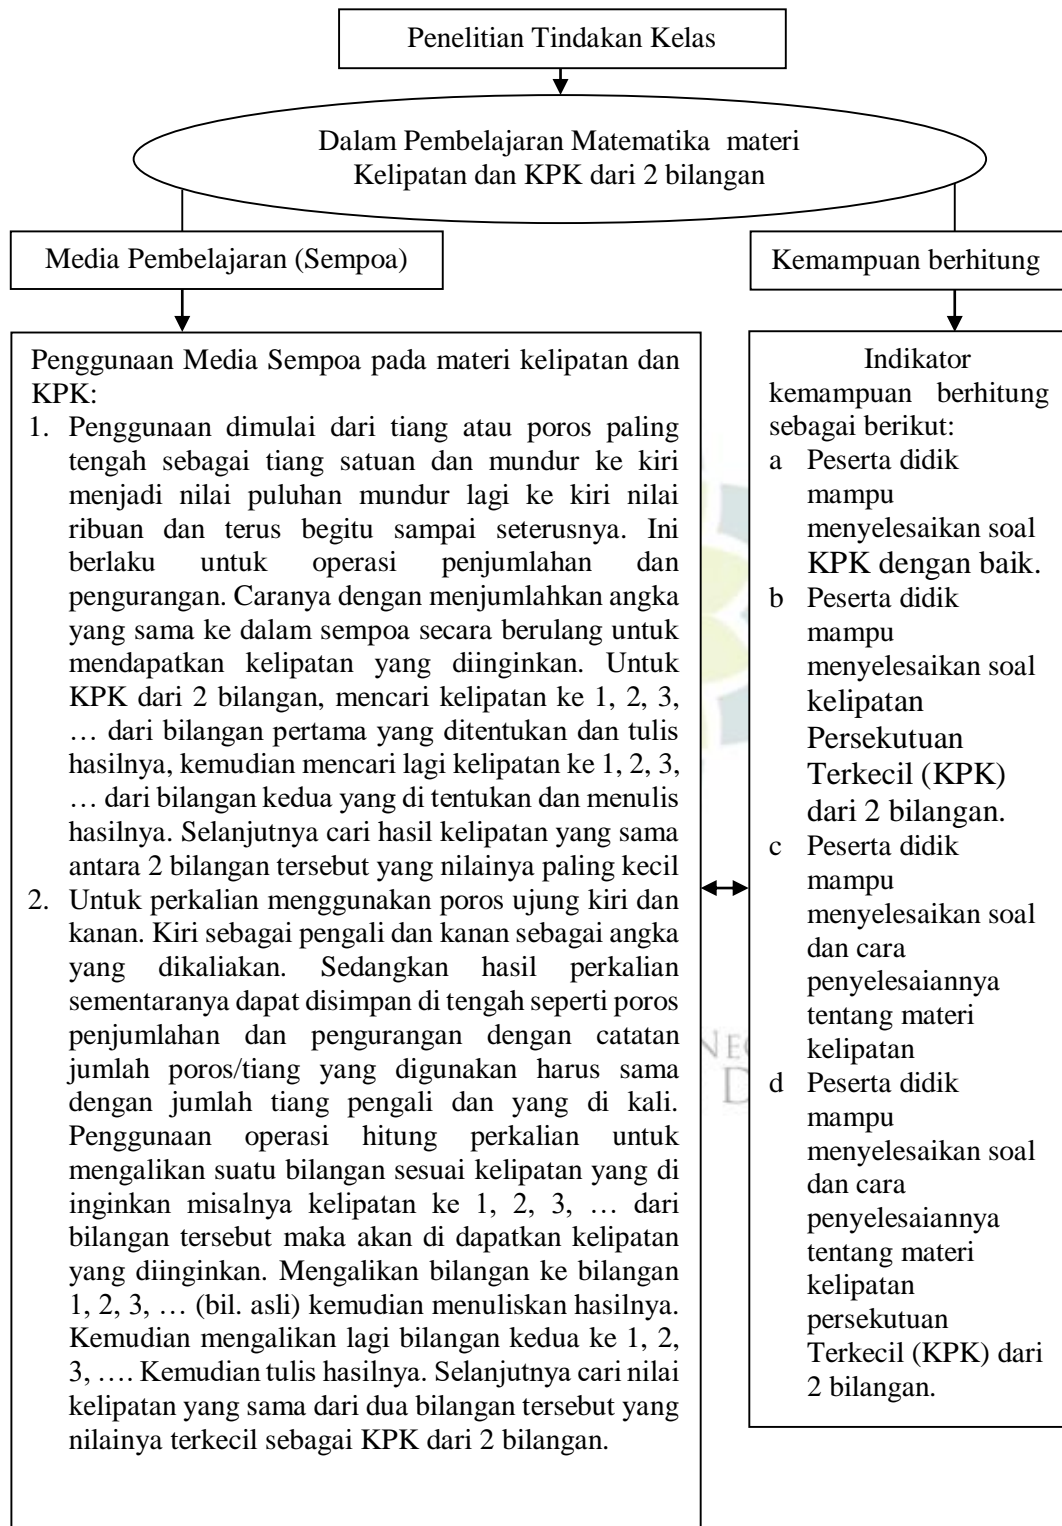 Penelitian Tindakan Kelas
Dalam Pembelajaran Matematika materi
Kelipatan dan KPK dari 2 bilangan
Media Pembelajaran (Sempoa)
Kemampuan berhitung
Penggunaan Media Sempoa pada materi kelipatan dan
KPK:
1. Penggunaan dimulai dari tiang atau poros paling
tengah sebagai tiang satuan dan mundur ke kiri
menjadi nilai puluhan mundur lagi ke kiri nilai
ribuan dan terus begitu sampai seterusnya. Ini
berlaku untuk operasi penjumlahan dan
pengurangan. Caranya dengan menjumlahkan angka
yang sama ke dalam sempoa secara berulang untuk
mendapatkan kelipatan yang diinginkan. Untuk
KPK dari 2 bilangan, mencari kelipatan ke 1, 2, 3,
… dari bilangan pertama yang ditentukan dan tulis
hasilnya, kemudian mencari lagi kelipatan ke 1, 2, 3,
… dari bilangan kedua yang di tentukan dan menulis
hasilnya. Selanjutnya cari hasil kelipatan yang sama
antara 2 bilangan tersebut yang nilainya paling kecil
2. Untuk perkalian menggunakan poros ujung kiri dan
kanan. Kiri sebagai pengali dan kanan sebagai angka
yang dikaliakan. Sedangkan hasil perkalian
sementaranya dapat disimpan di tengah seperti poros
penjumlahan dan pengurangan dengan catatan
jumlah poros/tiang yang digunakan harus sama
dengan jumlah tiang pengali dan yang di kali.
Penggunaan operasi hitung perkalian untuk
mengalikan suatu bilangan sesuai kelipatan yang di
inginkan misalnya kelipatan ke 1, 2, 3, … dari
bilangan tersebut maka akan di dapatkan kelipatan
yang diinginkan. Mengalikan bilangan ke bilangan
1, 2, 3, … (bil. asli) kemudian menuliskan hasilnya.
Kemudian mengalikan lagi bilangan kedua ke 1, 2,
3, …. Kemudian tulis hasilnya. Selanjutnya cari nilai
kelipatan yang sama dari dua bilangan tersebut yang
nilainya terkecil sebagai KPK dari 2 bilangan.
Indikator
kemampuan berhitung
sebagai berikut:
a Peserta didik
mampu
menyelesaikan soal
KPK dengan baik.
b Peserta didik
mampu
menyelesaikan soal
kelipatan
Persekutuan
Terkecil (KPK)
dari 2 bilangan.
c Peserta didik
mampu
menyelesaikan soal
dan cara
penyelesaiannya
tentang materi
kelipatan
d Peserta didik
mampu
menyelesaikan soal
dan cara
penyelesaiannya
tentang materi
kelipatan
persekutuan
Terkecil (KPK) dari
2 bilangan.